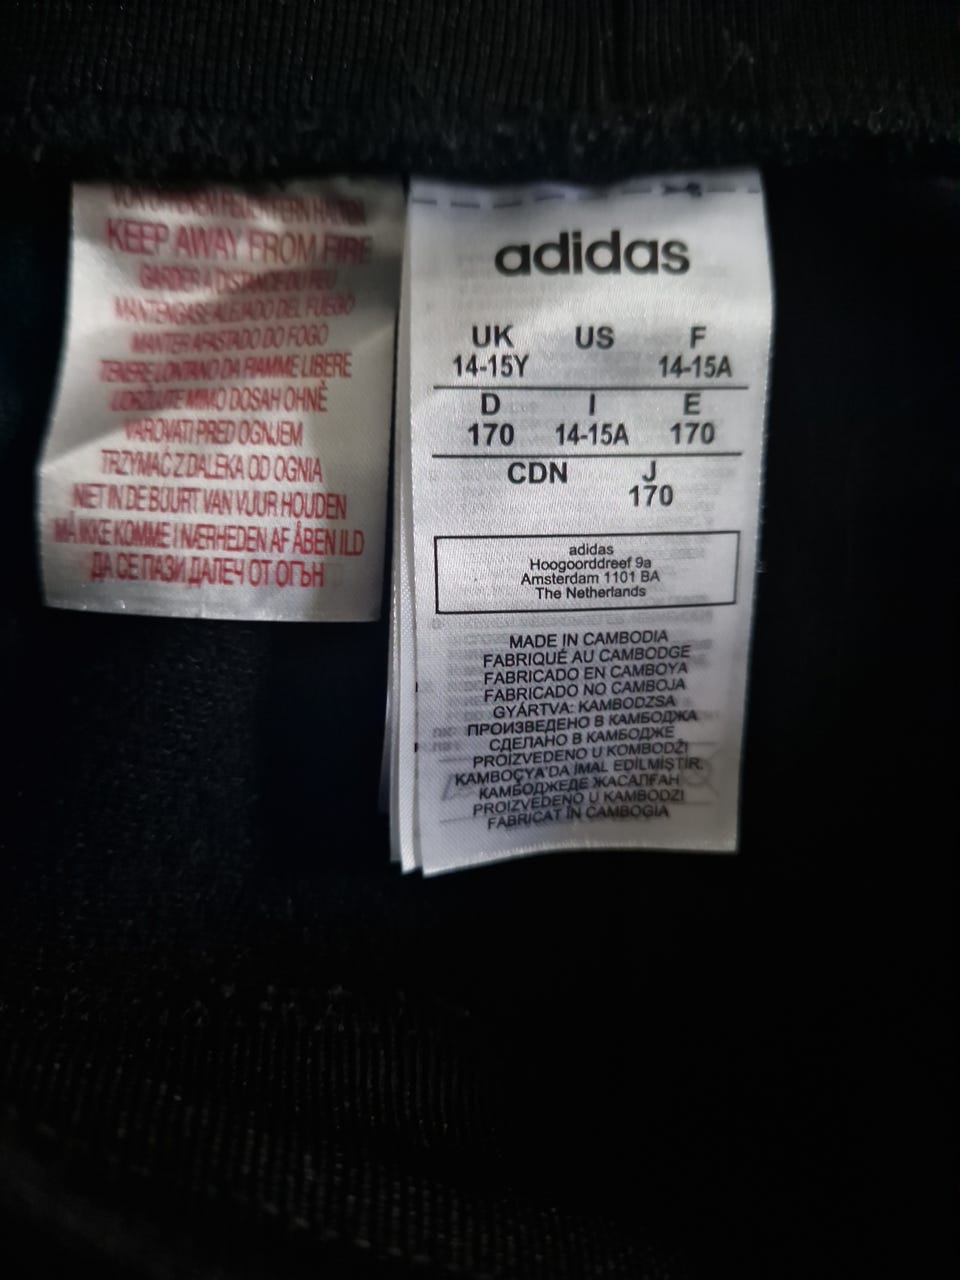 KEEP AWAY FROM FIRE
GARDER A DISTANCE DU FEU
MANTENGASE ALEJADO DEL FUEGO
MANTER AFASTADO DO FOGO
TENERE LONTANO DA FIAMME LIBERE
UDRŽUJTE MIMO DOSAH OHNĚ
VAROVATI PRED OGNJEM
TRZYMAĆ Z DALEKA OD OGNIA
NET IN DE BUURT VAN VUUR HOUDEN
MÅ IKKE KOMME I NÆRHEDEN AF ÅBEN ILD
ДА СЕ ПАЗИ ДАЛЕЧ ОТ ОГЪН
adidas
UK US F
14-15Y 14-15A
D I E
170 14-15A 170
CDN J
170
adidas
Hoogoorddreef 9a
Amsterdam 1101 BA
The Netherlands
MADE IN CAMBODIA
FABRIQUÉ AU CAMBODGE
FABRICADO EN CAMBOYA
FABRICADO NO CAMBOJA
GYÁRTVA: KAMBODZSA
ПРОИЗВЕДЕНО В КАМБОДЖА
СДЕЛАНО В КАМБОДЖЕ
PROIZVEDENO U KOMBODŽI
KAMBOÇYA'DA İMAL EDİLMİŞTİR.
КАМБОДЖЕДЕ ЖАСАЛҒАН
PROIZVEDENO U KAMBODZI
FABRICAT ÎN CAMBOGIA